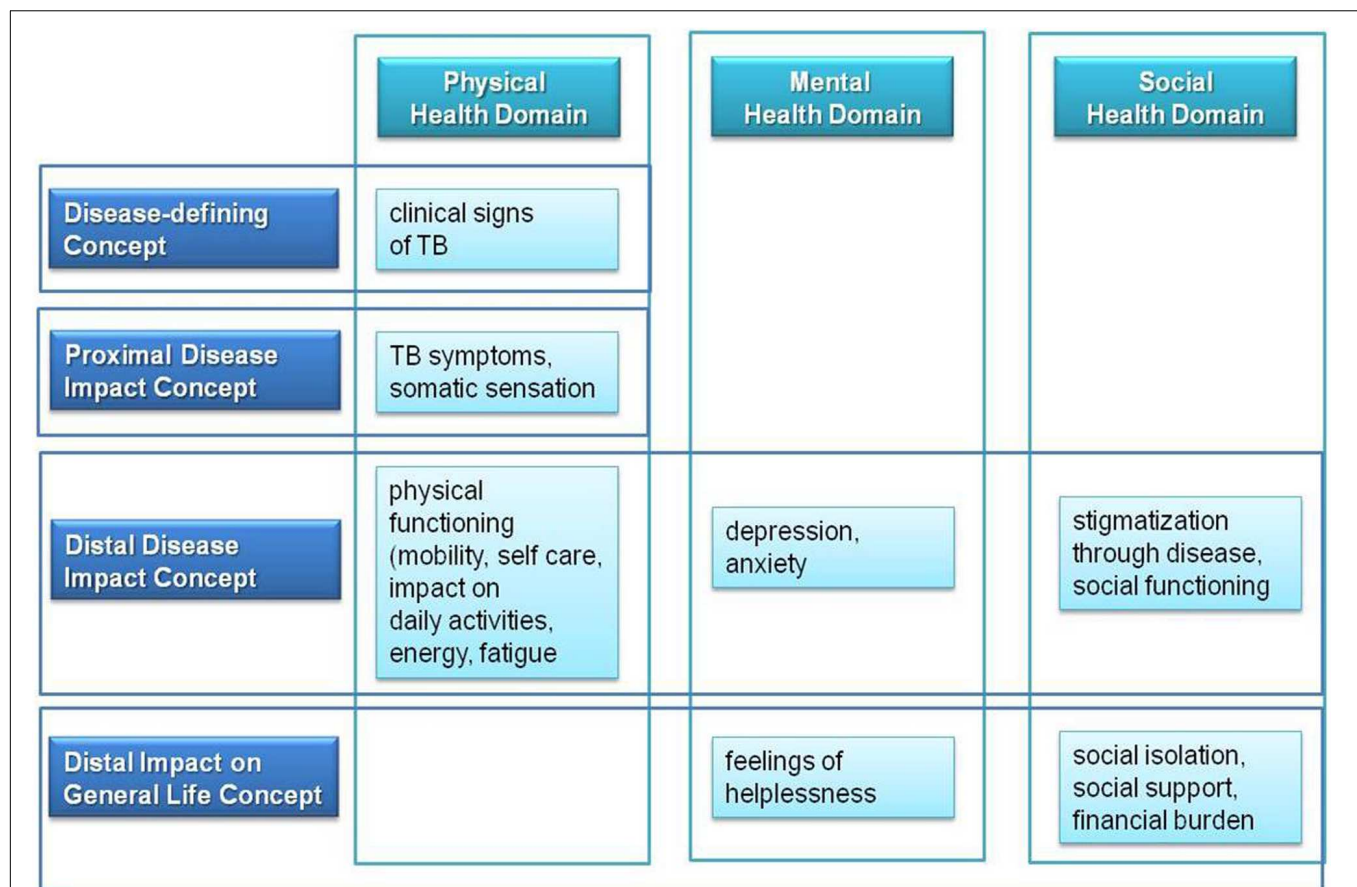 Physical
Health Domain
Mental
Health Domain
Social
Health Domain
Disease-defining
Concept
clinical signs
of TB
Proximal Disease
Impact Concept
TB symptoms,
somatic sensation
Distal Disease
Impact Concept
physical
functioning
(mobility, self care,
impact on
daily activities,
energy, fatigue
depression,
anxiety
stigmatization
through disease,
social functioning
Distal Impact on
General Life Concept
feelings of
helplessness
social isolation,
social support,
financial burden